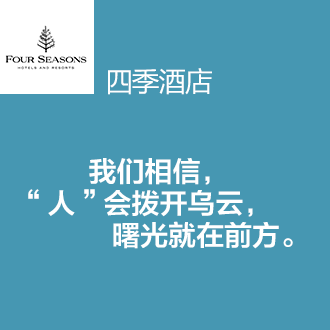 FOUR SEASONS
HOTELS AND RESORTS
四季酒店
我们相信，
“人”会拨开乌云，
曙光就在前方。